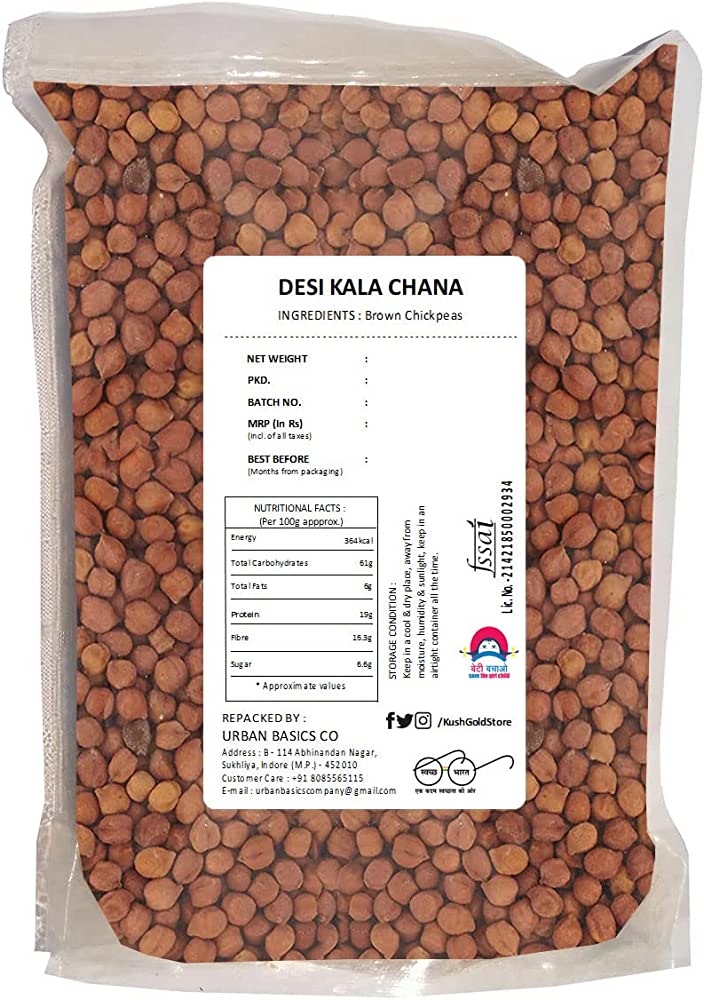 DESI KALA CHANA
INGREDIENTS : Brown Chickpeas
NET WEIGHT :
PKD. :
BATCH NO. :
MRP (In Rs) :
(incl. of all taxes)
BEST BEFORE :
(Months from packaging)
NUTRITIONAL FACTS :
(Per 100g appprox.)
Energy 364kcal
Total Carbohydrates 61g
Total Fats 6g
Protein 19g
Fibre 16.3g
Sugar 6.6g
* Approximate values
STORAGE CONDITION :
Keep in a cool & dry place, away from
moisture, humidity & sunlight, keep in an
airtight container all the time.
fssai
Lic. No. -21421850002934
बेटी बचाओ
save the girl child
REPACKED BY :
URBAN BASICS CO
Address : B - 114 Abhinandan Nagar,
Sukhliya, Indore (M.P.) - 452010
Customer Care : +91 8085565115
E-mail : urbanbasicscompany@gmail.com
/KushGoldStore
स्वच्छ भारत
एक कदम स्वच्छता की ओर